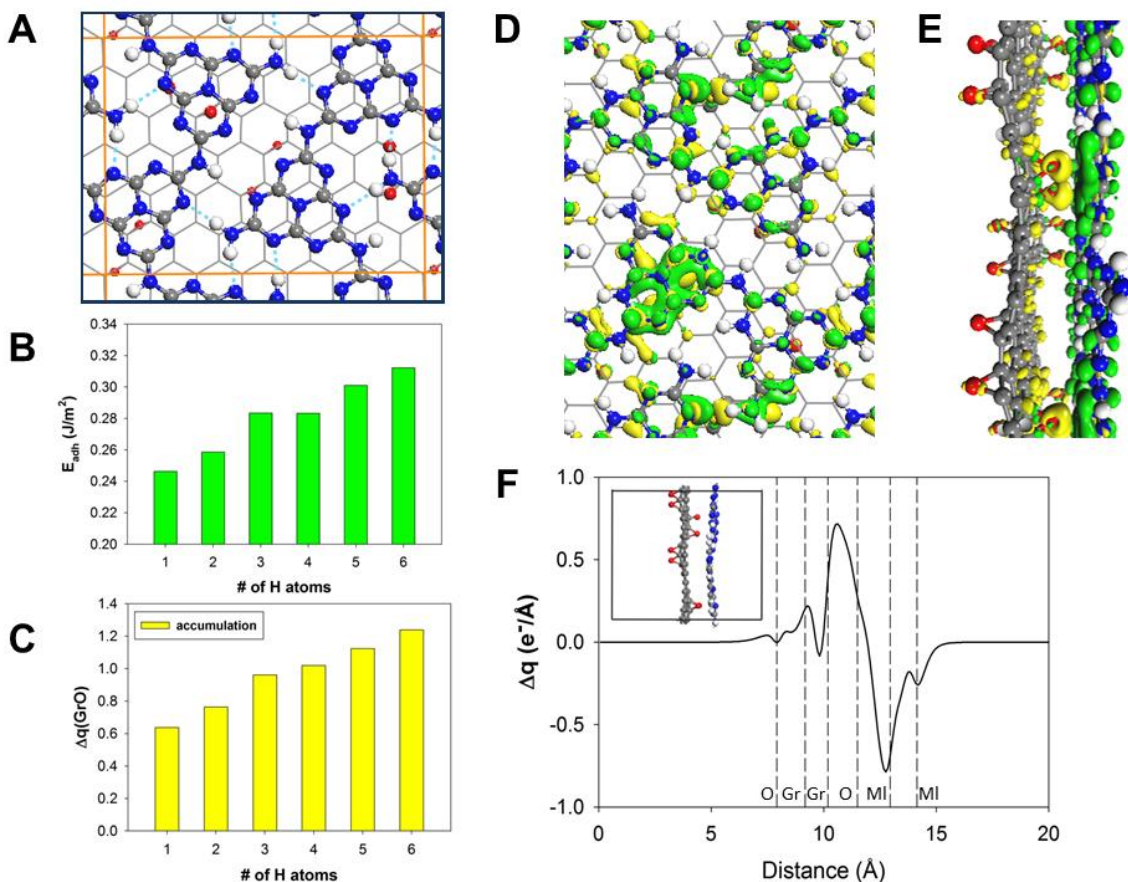 A
B
0.34
0.32
0.30
0.28
0.26
0.24
0.22
0.20
E_adh (J/m²)
1 2 3 4 5 6
# of H atoms
C
1.4
1.2
1.0
0.8
0.6
0.4
0.2
0.0
Δq(GrO)
accumulation
1 2 3 4 5 6
# of H atoms
D
E
F
1.0
0.5
0.0
-0.5
-1.0
Δq (e⁻/Å)
O Gr Gr O Ml Ml
0 5 10 15 20
Distance (Å)